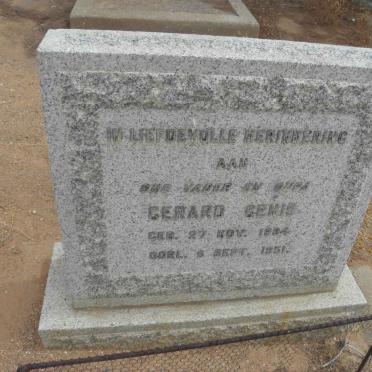 IN LIEFDEVOLLE HERINNERING
AAN
ONS VADER EN OUPA
GERARD GENIS
GEB. 27 NOV. 1884
OORL. 6 SEPT. 1951.